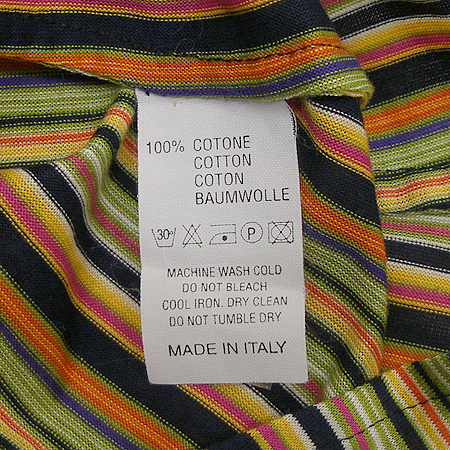 100% COTONE
COTTON
COTON
BAUMWOLLE
30° P
MACHINE WASH COLD
DO NOT BLEACH
COOL IRON. DRY CLEAN
DO NOT TUMBLE DRY
MADE IN ITALY